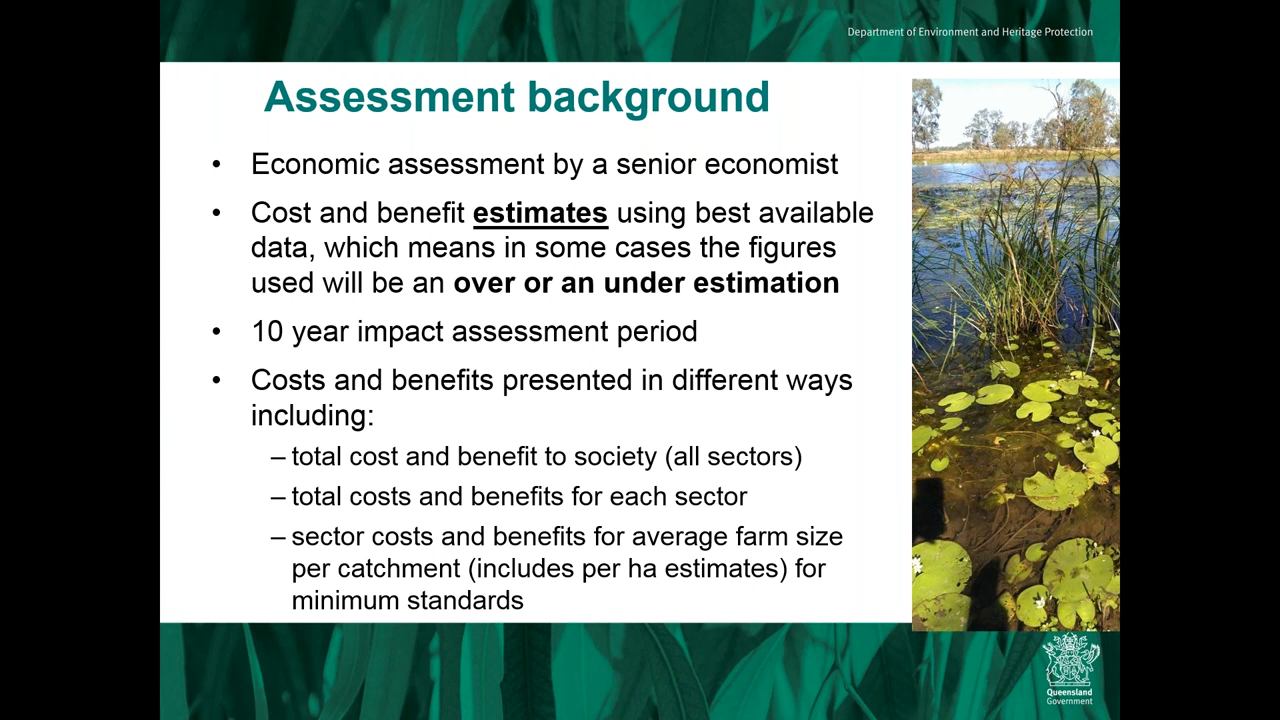 Department of Environment and Heritage Protection
Assessment background
• Economic assessment by a senior economist
• Cost and benefit estimates using best available
data, which means in some cases the figures
used will be an over or an under estimation
• 10 year impact assessment period
• Costs and benefits presented in different ways
including:
– total cost and benefit to society (all sectors)
– total costs and benefits for each sector
– sector costs and benefits for average farm size
per catchment (includes per ha estimates) for
minimum standards
Queensland
Government